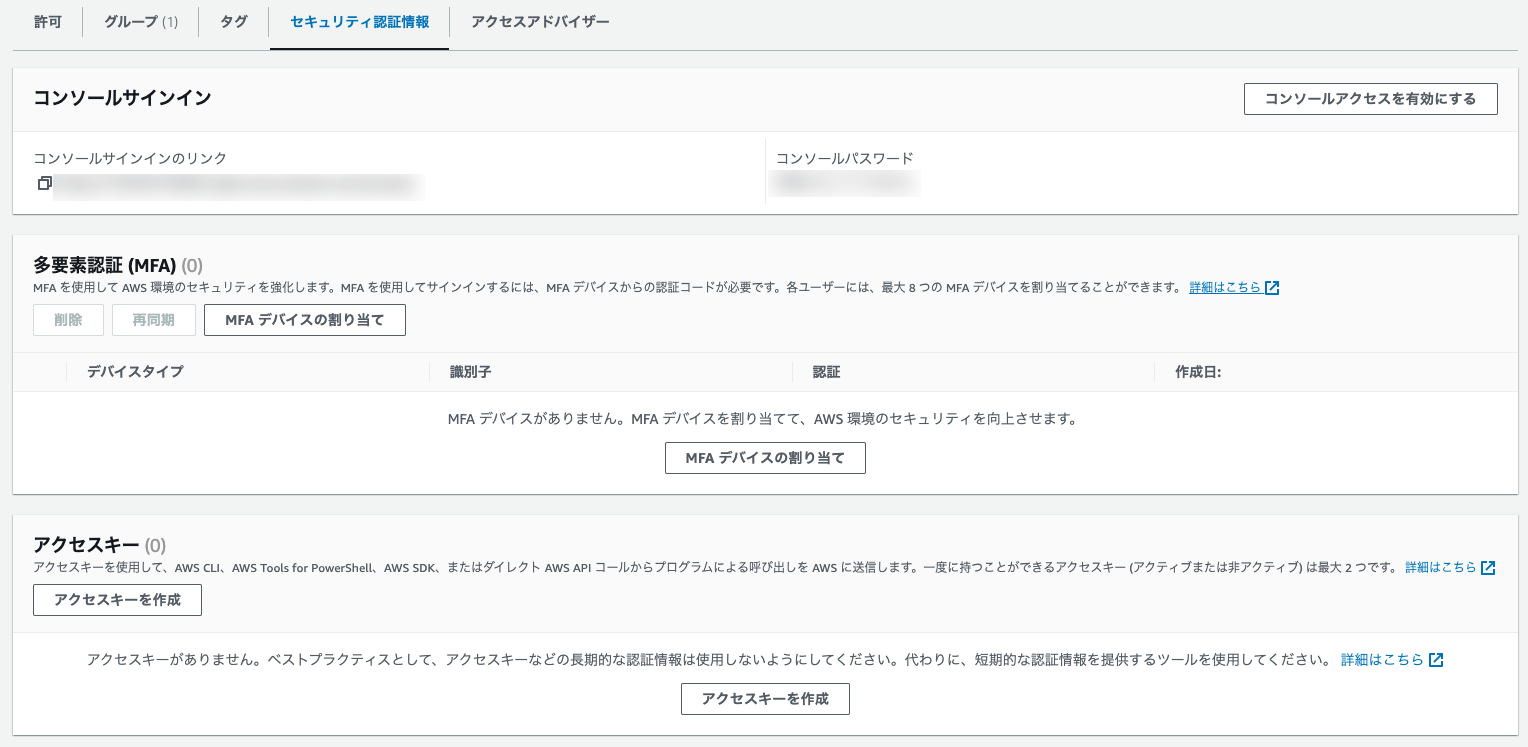 許可 グループ (1) タグ セキュリティ認証情報 アクセスアドバイザー
コンソールサインイン コンソールアクセスを有効にする
コンソールサインインのリンク コンソールパスワード
多要素認証 (MFA) (0)
MFA を使用して AWS 環境のセキュリティを強化します。MFA を使用してサインインするには、MFA デバイスからの認証コードが必要です。各ユーザーには、最大 8 つの MFA デバイスを割り当てることができます。 詳細はこちら
削除 再同期 MFA デバイスの割り当て
デバイスタイプ 識別子 認証 作成日:
MFA デバイスがありません。MFA デバイスを割り当てて、AWS 環境のセキュリティを向上させます。
MFA デバイスの割り当て
アクセスキー (0)
アクセスキーを使用して、AWS CLI、AWS Tools for PowerShell、AWS SDK、またはダイレクト AWS API コールからプログラムによる呼び出しを AWS に送信します。一度に持つことができるアクセスキー (アクティブまたは非アクティブ) は最大 2 つです。 詳細はこちら
アクセスキーを作成
アクセスキーがありません。ベストプラクティスとして、アクセスキーなどの長期的な認証情報は使用しないようにしてください。代わりに、短期的な認証情報を提供するツールを使用してください。 詳細はこちら
アクセスキーを作成